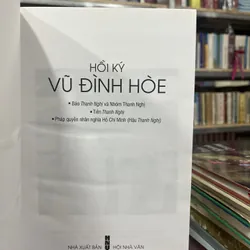 HỒI KÝ
VŨ ĐÌNH HÒE
• Báo Thanh Nghị và Nhóm Thanh Nghị
• Tiền Thanh Nghị
• Pháp quyền nhân nghĩa Hồ Chí Minh (Hậu Thanh Nghị)
NHÀ XUẤT BẢN HỘI NHÀ VĂN